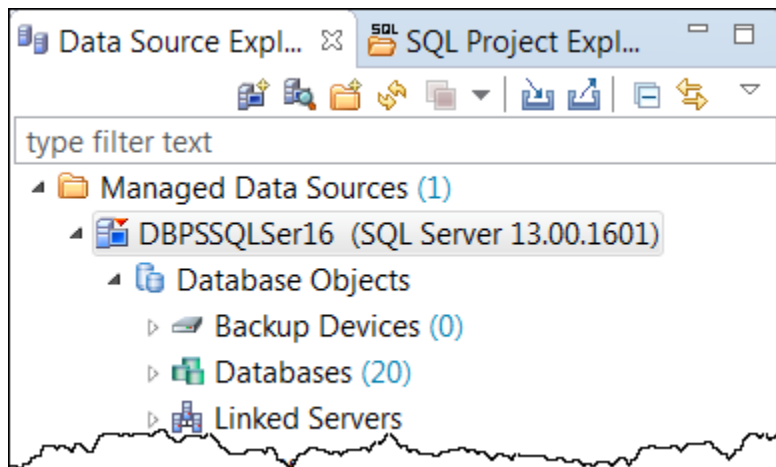 Data Source Expl... SQL SQL Project Expl...
type filter text
Managed Data Sources (1)
DBPSSQLSer16 (SQL Server 13.00.1601)
Database Objects
Backup Devices (0)
Databases (20)
Linked Servers